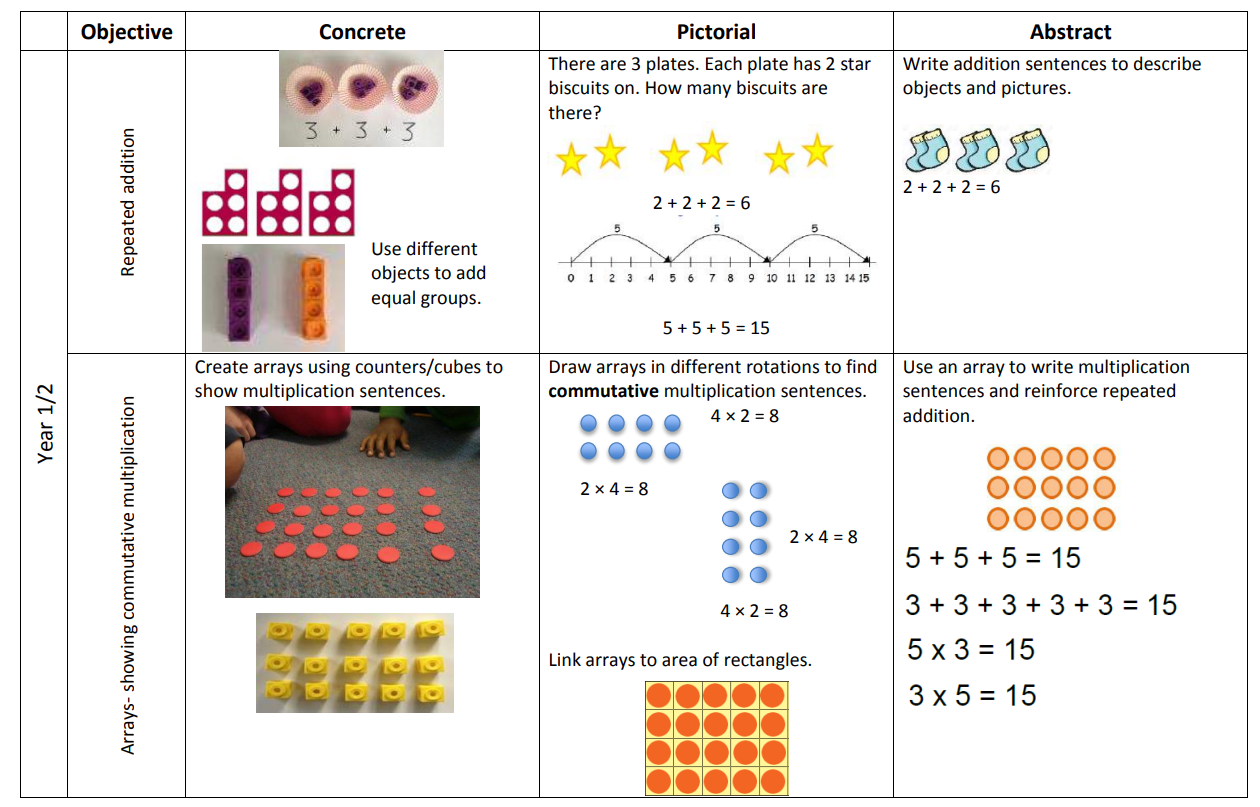 Objective
Concrete
Pictorial
Abstract
Year 1/2
Repeated addition
3 + 3 + 3
Use different
objects to add
equal groups.
There are 3 plates. Each plate has 2 star
biscuits on. How many biscuits are
there?
2 + 2 + 2 = 6
5 5 5
0 1 2 3 4 5 6 7 8 9 10 11 12 13 14 15
5 + 5 + 5 = 15
Write addition sentences to describe
objects and pictures.
2 + 2 + 2 = 6
Arrays- showing commutative multiplication
Create arrays using counters/cubes to
show multiplication sentences.
Draw arrays in different rotations to find
commutative multiplication sentences.
4 × 2 = 8
2 × 4 = 8
2 × 4 = 8
4 × 2 = 8
Link arrays to area of rectangles.
Use an array to write multiplication
sentences and reinforce repeated
addition.
5 + 5 + 5 = 15
3 + 3 + 3 + 3 + 3 = 15
5 x 3 = 15
3 x 5 = 15